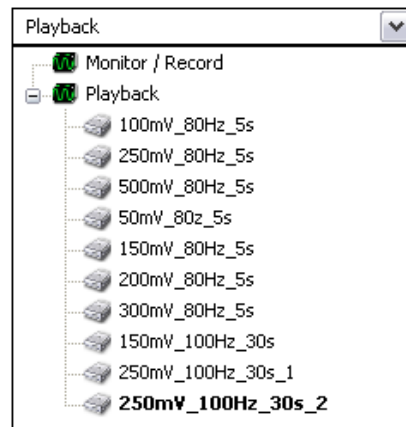 Playback
Monitor / Record
Playback
100mV_80Hz_5s
250mV_80Hz_5s
500mV_80Hz_5s
50mV_80z_5s
150mV_80Hz_5s
200mV_80Hz_5s
300mV_80Hz_5s
150mV_100Hz_30s
250mV_100Hz_30s_1
250mV_100Hz_30s_2